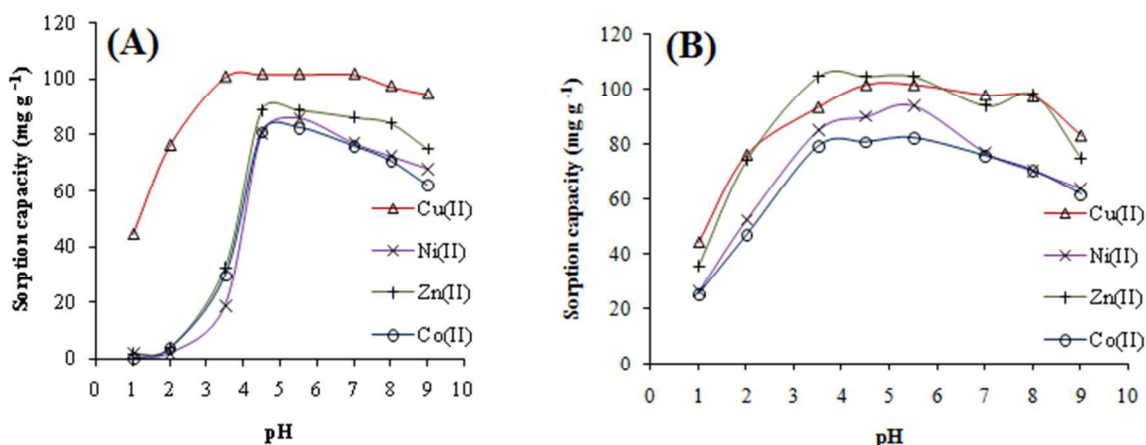 (A)
Sorption capacity (mg g⁻¹)
120
100
80
60
40
20
0
0 1 2 3 4 5 6 7 8 9 10
pH
Cu(II)
Ni(II)
Zn(II)
Co(II)
(B)
Sorption capacity (mg g⁻¹)
120
100
80
60
40
20
0
0 1 2 3 4 5 6 7 8 9 10
pH
Cu(II)
Ni(II)
Zn(II)
Co(II)